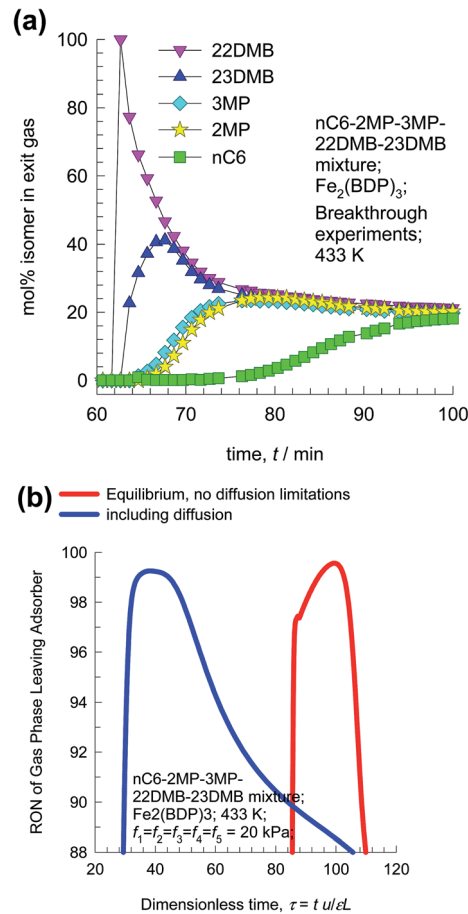 (a)
100
80
60
40
20
0
mol% isomer in exit gas
22DMB
23DMB
3MP
2MP
nC6
nC6-2MP-3MP-
22DMB-23DMB
mixture;
Fe2(BDP)3;
Breakthrough
experiments;
433 K
60 70 80 90 100
time, t / min
(b)
Equilibrium, no diffusion limitations
including diffusion
100
98
96
94
92
90
88
RON of Gas Phase Leaving Adsorber
nC6-2MP-3MP-
22DMB-23DMB mixture;
Fe2(BDP)3; 433 K;
f1=f2=f3=f4=f5 = 20 kPa;
20 40 60 80 100 120
Dimensionless time, τ = t u/εL